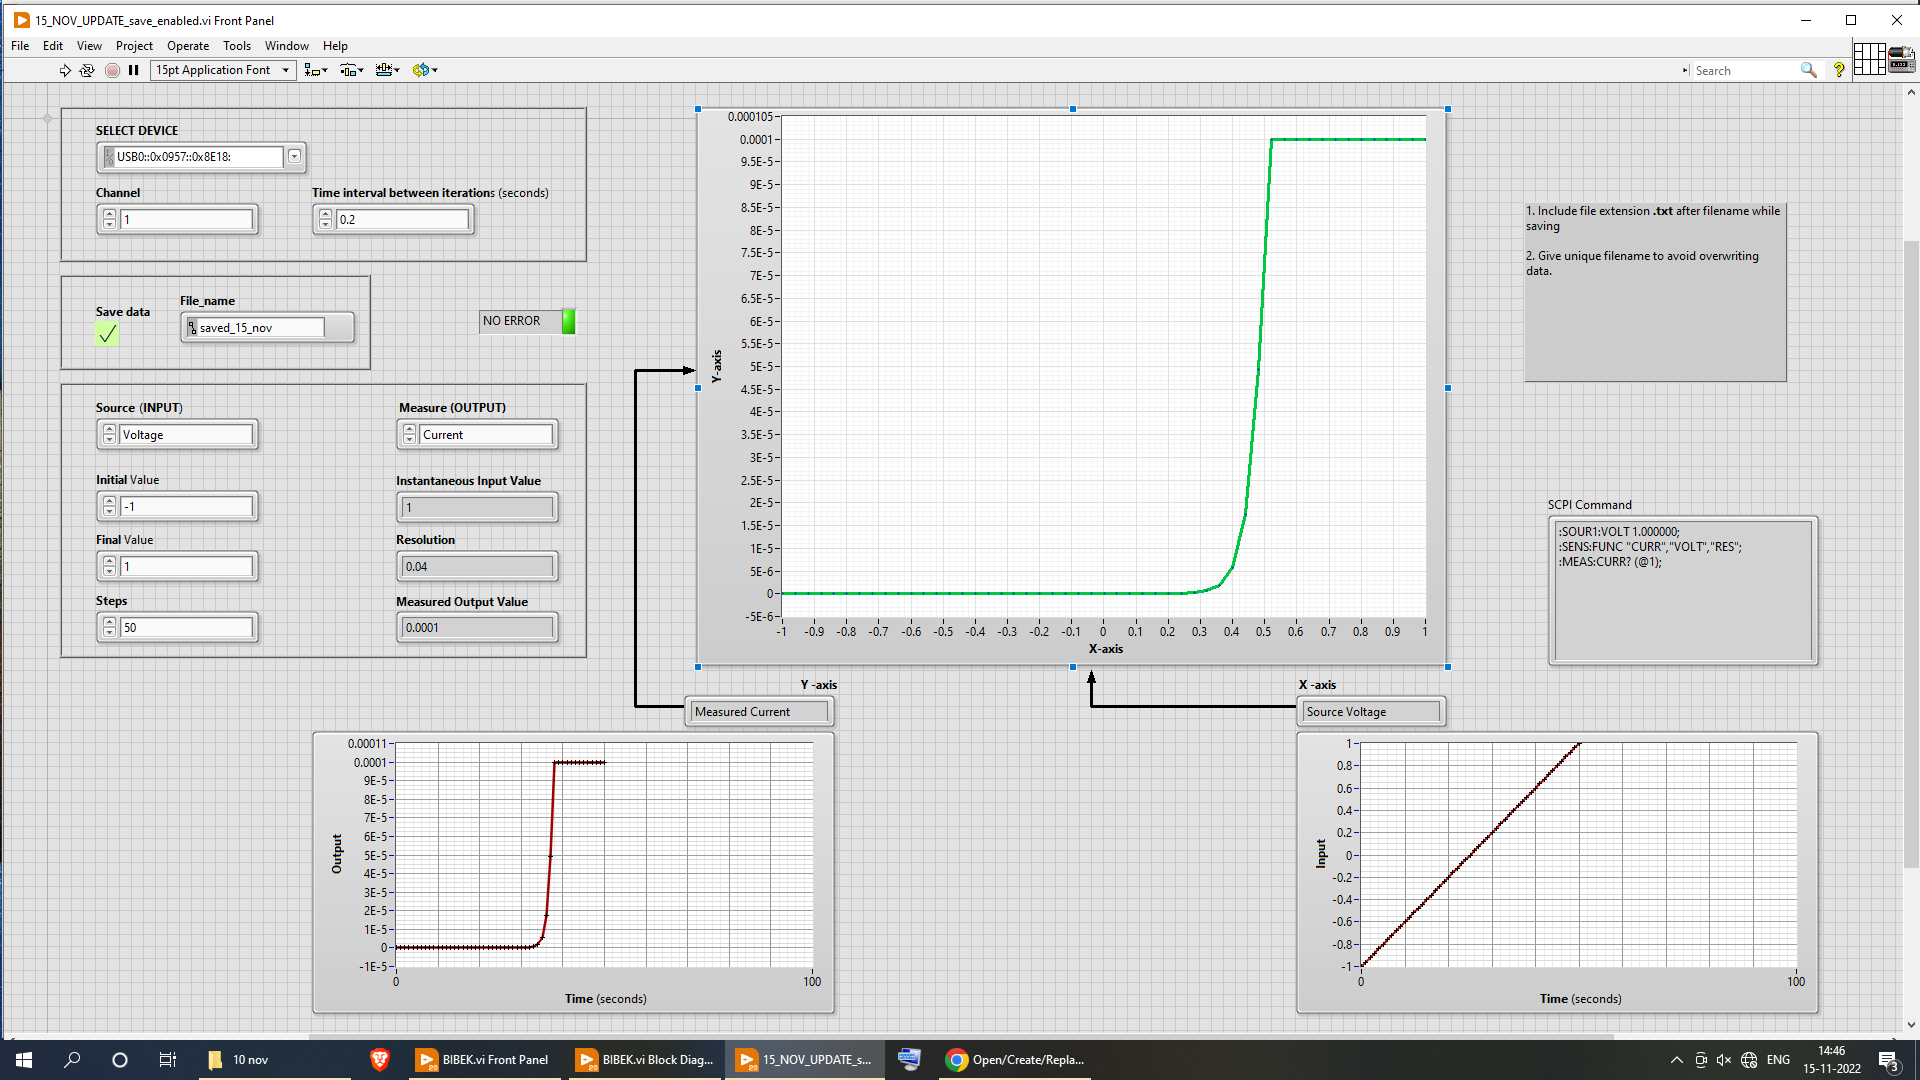 15_NOV_UPDATE_save_enabled.vi Front Panel
File Edit View Project Operate Tools Window Help
15pt Application Font
Search
SELECT DEVICE
USB0::0x0957::0x8E18:
Channel
1
Time interval between iterations (seconds)
0.2
Save data
File_name
saved_15_nov
NO ERROR
Source (INPUT)
Voltage
Measure (OUTPUT)
Current
Initial Value
-1
Instantaneous Input Value
1
Final Value
1
Resolution
0.04
Steps
50
Measured Output Value
0.0001
Y-axis
0.000105
0.0001
9.5E-5
9E-5
8.5E-5
8E-5
7.5E-5
7E-5
6.5E-5
6E-5
5.5E-5
5E-5
4.5E-5
4E-5
3.5E-5
3E-5
2.5E-5
2E-5
1.5E-5
1E-5
5E-6
0
-5E-6
-1 -0.9 -0.8 -0.7 -0.6 -0.5 -0.4 -0.3 -0.2 -0.1 0 0.1 0.2 0.3 0.4 0.5 0.6 0.7 0.8 0.9 1
X-axis
1. Include file extension .txt after filename while
saving
2. Give unique filename to avoid overwriting
data.
SCPI Command
:SOUR1:VOLT 1.000000;
:SENS:FUNC "CURR","VOLT","RES";
:MEAS:CURR? (@1);
Y -axis
Measured Current
X -axis
Source Voltage
Output
0.00011
0.0001
9E-5
8E-5
7E-5
6E-5
5E-5
4E-5
3E-5
2E-5
1E-5
0
-1E-5
0 100
Time (seconds)
Input
1
0.8
0.6
0.4
0.2
0
-0.2
-0.4
-0.6
-0.8
-1
0 100
Time (seconds)
10 nov
BIBEK.vi Front Panel
BIBEK.vi Block Diag...
15_NOV_UPDATE_s...
Open/Create/Repla...
ENG
14:46
15-11-2022
3